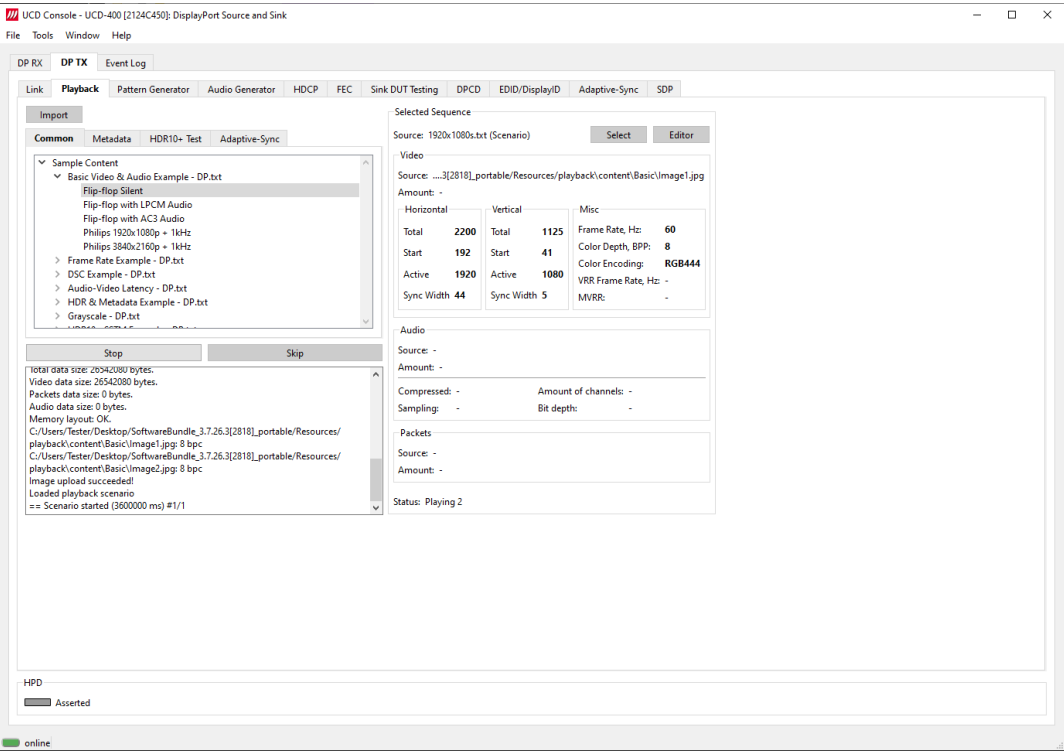 UCD Console - UCD-400 [2124C450]: DisplayPort Source and Sink
File Tools Window Help
DP RX DP TX Event Log
Link Playback Pattern Generator Audio Generator HDCP FEC Sink DUT Testing DPCD EDID/DisplayID Adaptive-Sync SDP
Import
Common Metadata HDR10+ Test Adaptive-Sync
Sample Content
Basic Video & Audio Example - DP.txt
Flip-flop Silent
Flip-flop with LPCM Audio
Flip-flop with AC3 Audio
Philips 1920x1080p + 1kHz
Philips 3840x2160p + 1kHz
Frame Rate Example - DP.txt
DSC Example - DP.txt
Audio-Video Latency - DP.txt
HDR & Metadata Example - DP.txt
Grayscale - DP.txt
Stop Skip
Total data size: 26542080 bytes.
Video data size: 26542080 bytes.
Packets data size: 0 bytes.
Audio data size: 0 bytes.
Memory layout: OK.
C:/Users/Tester/Desktop/SoftwareBundle_3.7.26.3[2818]_portable/Resources/
playback\content\Basic\Image1.jpg: 8 bpc
C:/Users/Tester/Desktop/SoftwareBundle_3.7.26.3[2818]_portable/Resources/
playback\content\Basic\Image2.jpg: 8 bpc
Image upload succeeded!
Loaded playback scenario
== Scenario started (3600000 ms) #1/1
Selected Sequence
Source: 1920x1080s.txt (Scenario) Select Editor
Video
Source: ....3[2818]_portable/Resources/playback\content\Basic\Image1.jpg
Amount: -
Horizontal
Total 2200
Start 192
Active 1920
Sync Width 44
Vertical
Total 1125
Start 41
Active 1080
Sync Width 5
Misc
Frame Rate, Hz: 60
Color Depth, BPP: 8
Color Encoding: RGB444
VRR Frame Rate, Hz: -
MVRR: -
Audio
Source: -
Amount: -
Compressed: - Amount of channels: -
Sampling: - Bit depth: -
Packets
Source: -
Amount: -
Status: Playing 2
HPD
Asserted
online